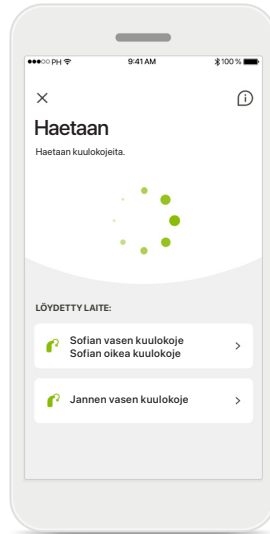 PH 9:41 AM 100 %
Haetaan
Haetaan kuulokojeita.
LÖYDETTY LAITE:
Sofian vasen kuulokoje
Sofian oikea kuulokoje
Jannen vasen kuulokoje